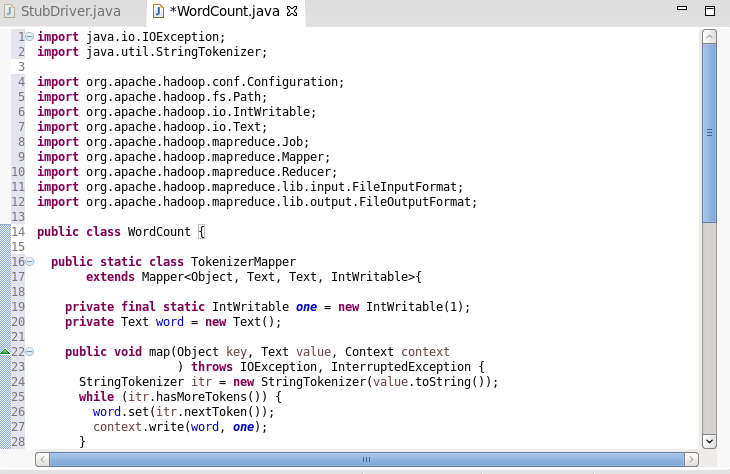 StubDriver.java *WordCount.java
1 import java.io.IOException;
2 import java.util.StringTokenizer;
3
4 import org.apache.hadoop.conf.Configuration;
5 import org.apache.hadoop.fs.Path;
6 import org.apache.hadoop.io.IntWritable;
7 import org.apache.hadoop.io.Text;
8 import org.apache.hadoop.mapreduce.Job;
9 import org.apache.hadoop.mapreduce.Mapper;
10 import org.apache.hadoop.mapreduce.Reducer;
11 import org.apache.hadoop.mapreduce.lib.input.FileInputFormat;
12 import org.apache.hadoop.mapreduce.lib.output.FileOutputFormat;
13
14 public class WordCount {
15
16 public static class TokenizerMapper
17 extends Mapper<Object, Text, Text, IntWritable>{
18
19 private final static IntWritable one = new IntWritable(1);
20 private Text word = new Text();
21
22 public void map(Object key, Text value, Context context
23 ) throws IOException, InterruptedException {
24 StringTokenizer itr = new StringTokenizer(value.toString());
25 while (itr.hasMoreTokens()) {
26 word.set(itr.nextToken());
27 context.write(word, one);
28 }